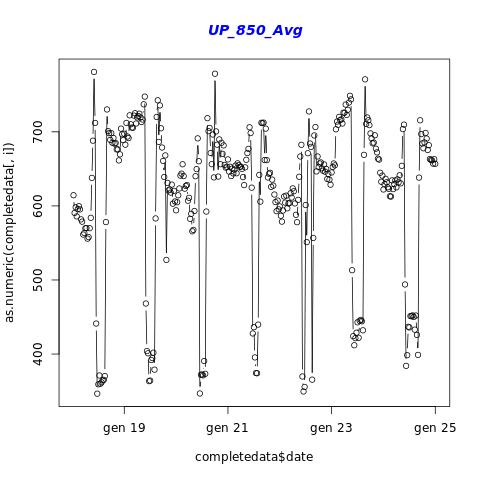 UP_850_Avg
as.numeric(completedata[, i])
700
600
500
400
gen 19
gen 21
gen 23
gen 25
completedata$date